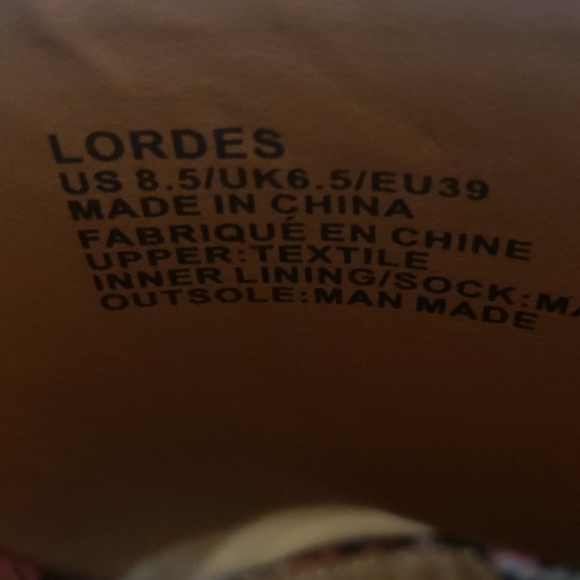 LORDES
US 8.5/UK6.5/EU39
MADE IN CHINA
FABRIQUÉ EN CHINE
UPPER:TEXTILE
INNER LINING/SOCK:
OUTSOLE:MAN MADE